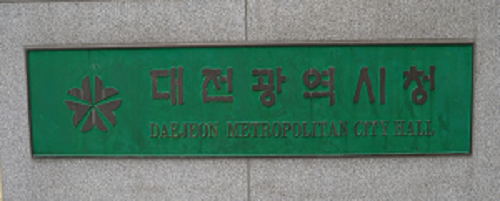 대전광역시청
DAEJEON METROPOLITAN CITY HALL